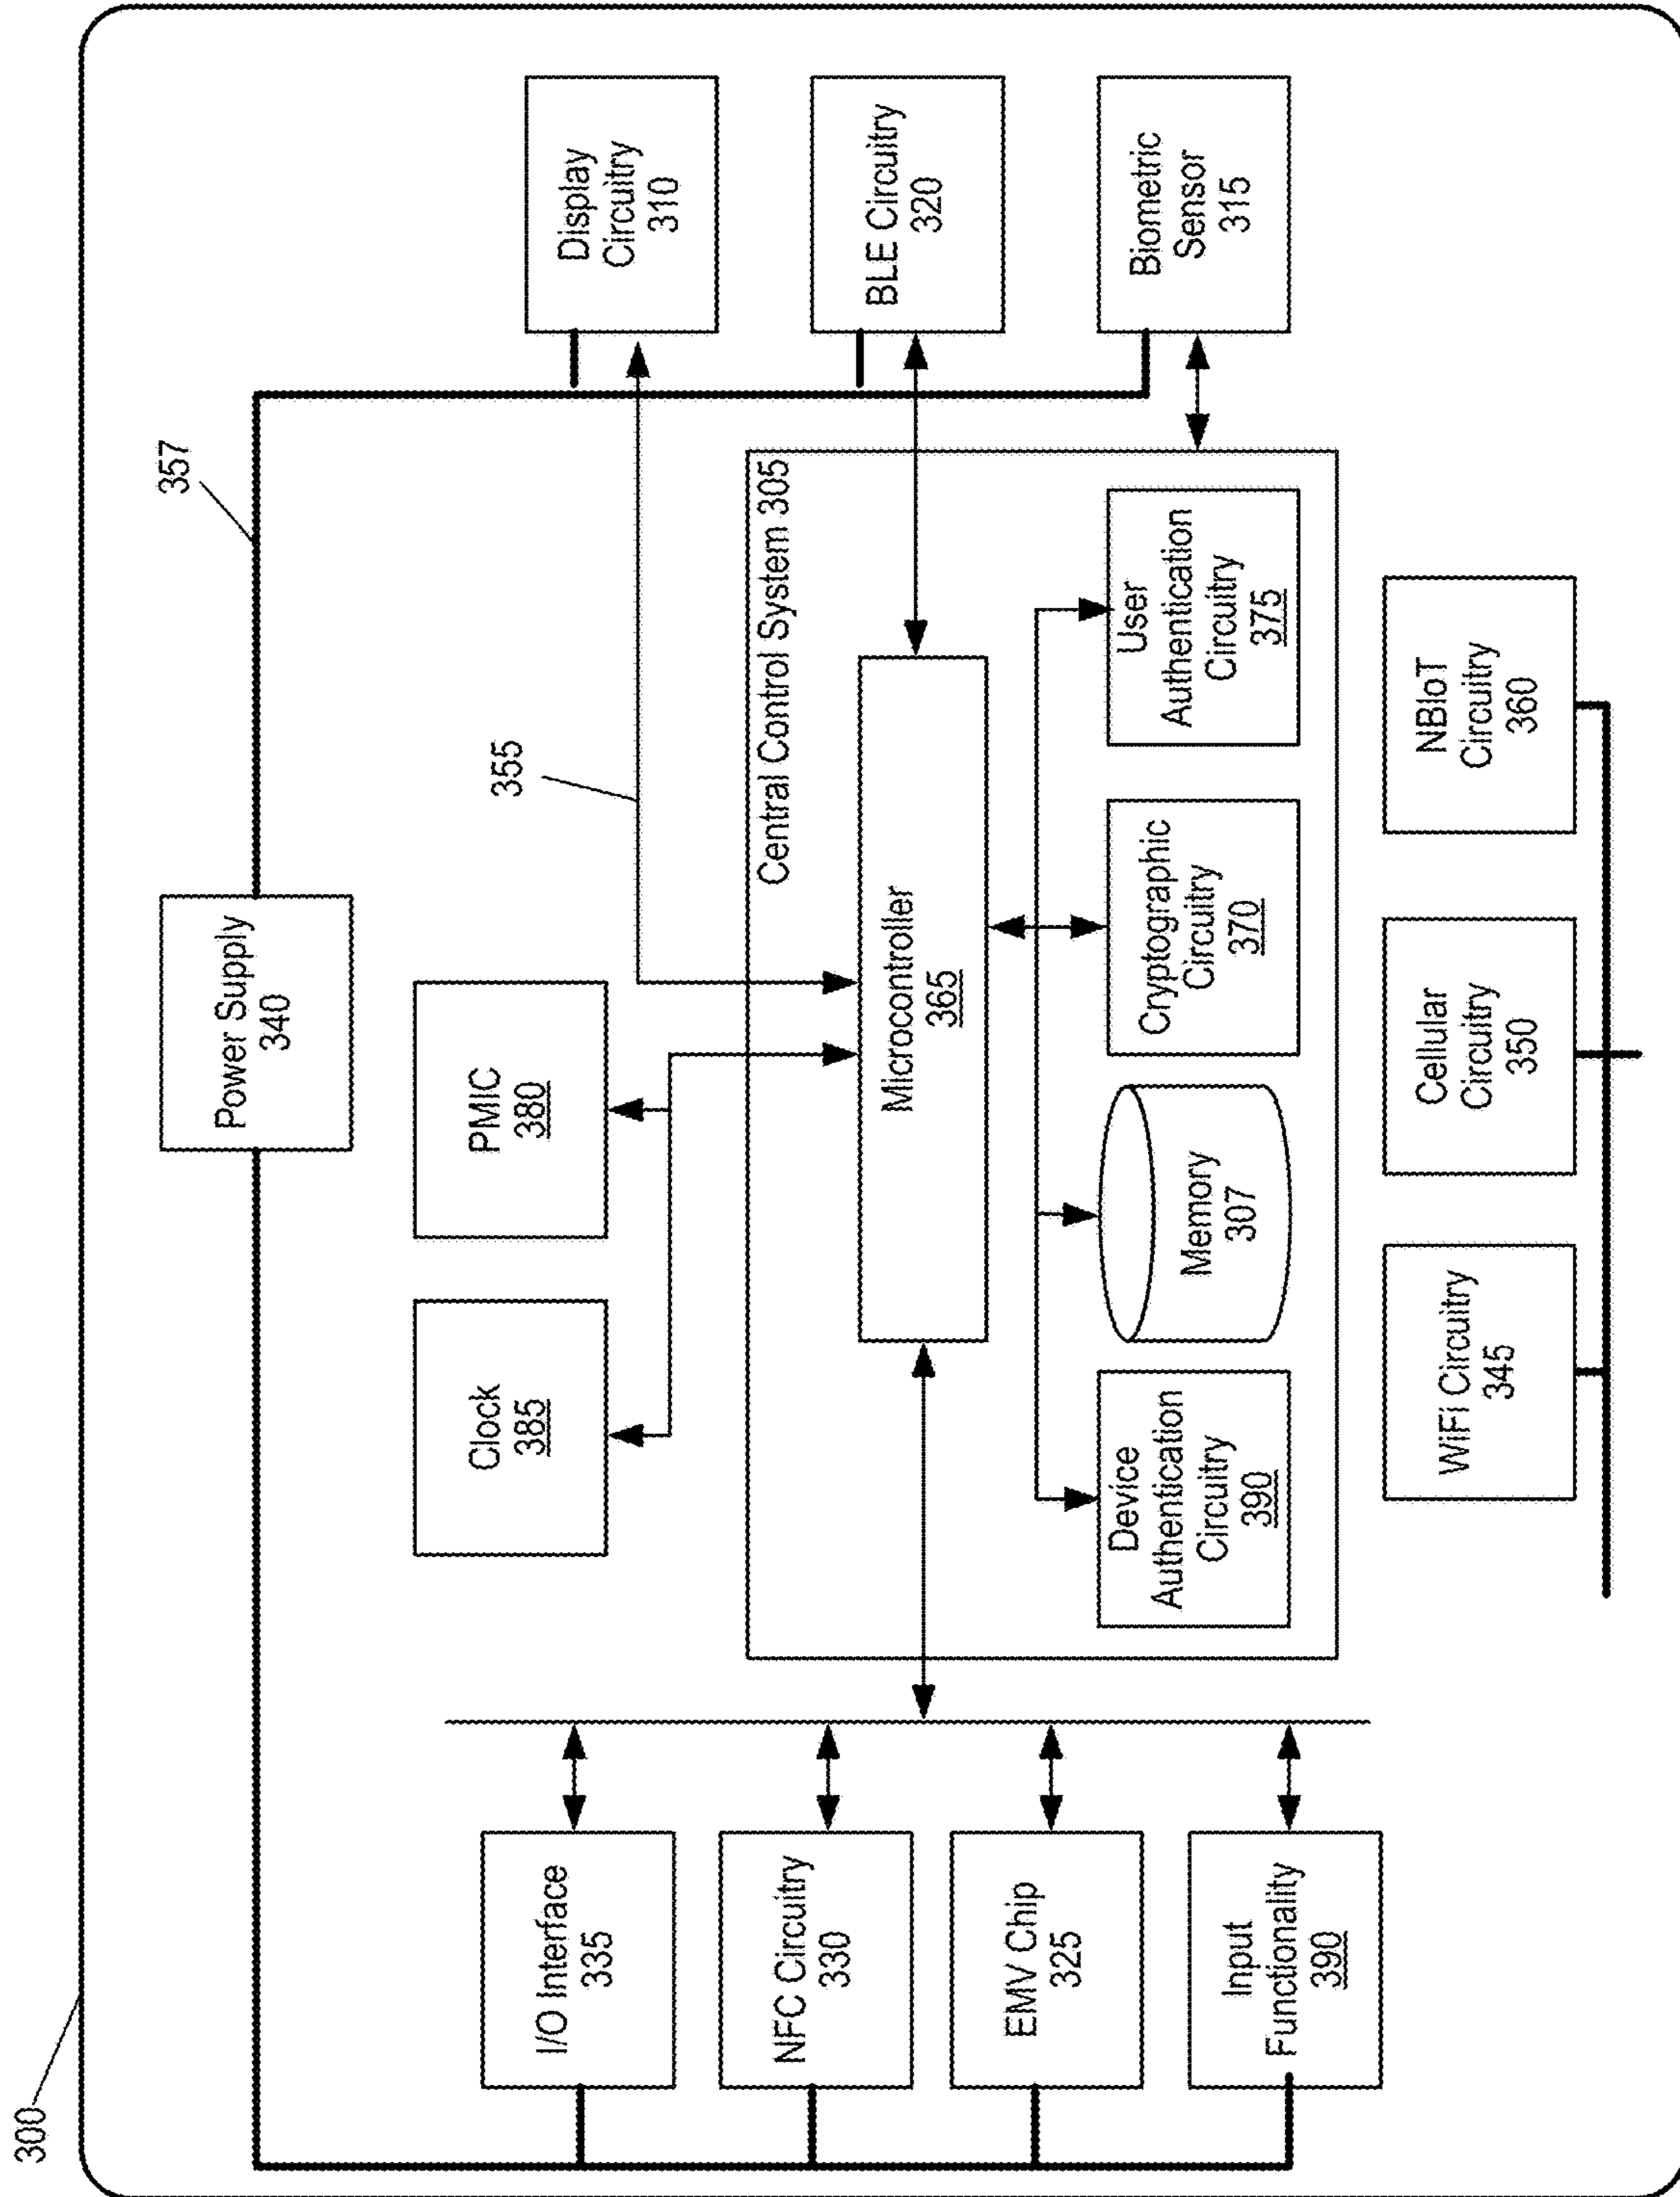 300
357
Power Supply
340
355
Clock
385
PMIC
380
Display
Circuitry
310
I/O Interface
335
NFC Circuitry
330
EMV Chip
325
Input
Functionality
390
Central Control System 305
Microcontroller
365
Device
Authentication
Circuitry
390
Memory
307
Cryptographic
Circuitry
370
User
Authentication
Circuitry
375
BLE Circuitry
320
Biometric
Sensor
315
WiFi Circuitry
345
Cellular
Circuitry
350
NBIoT
Circuitry
360